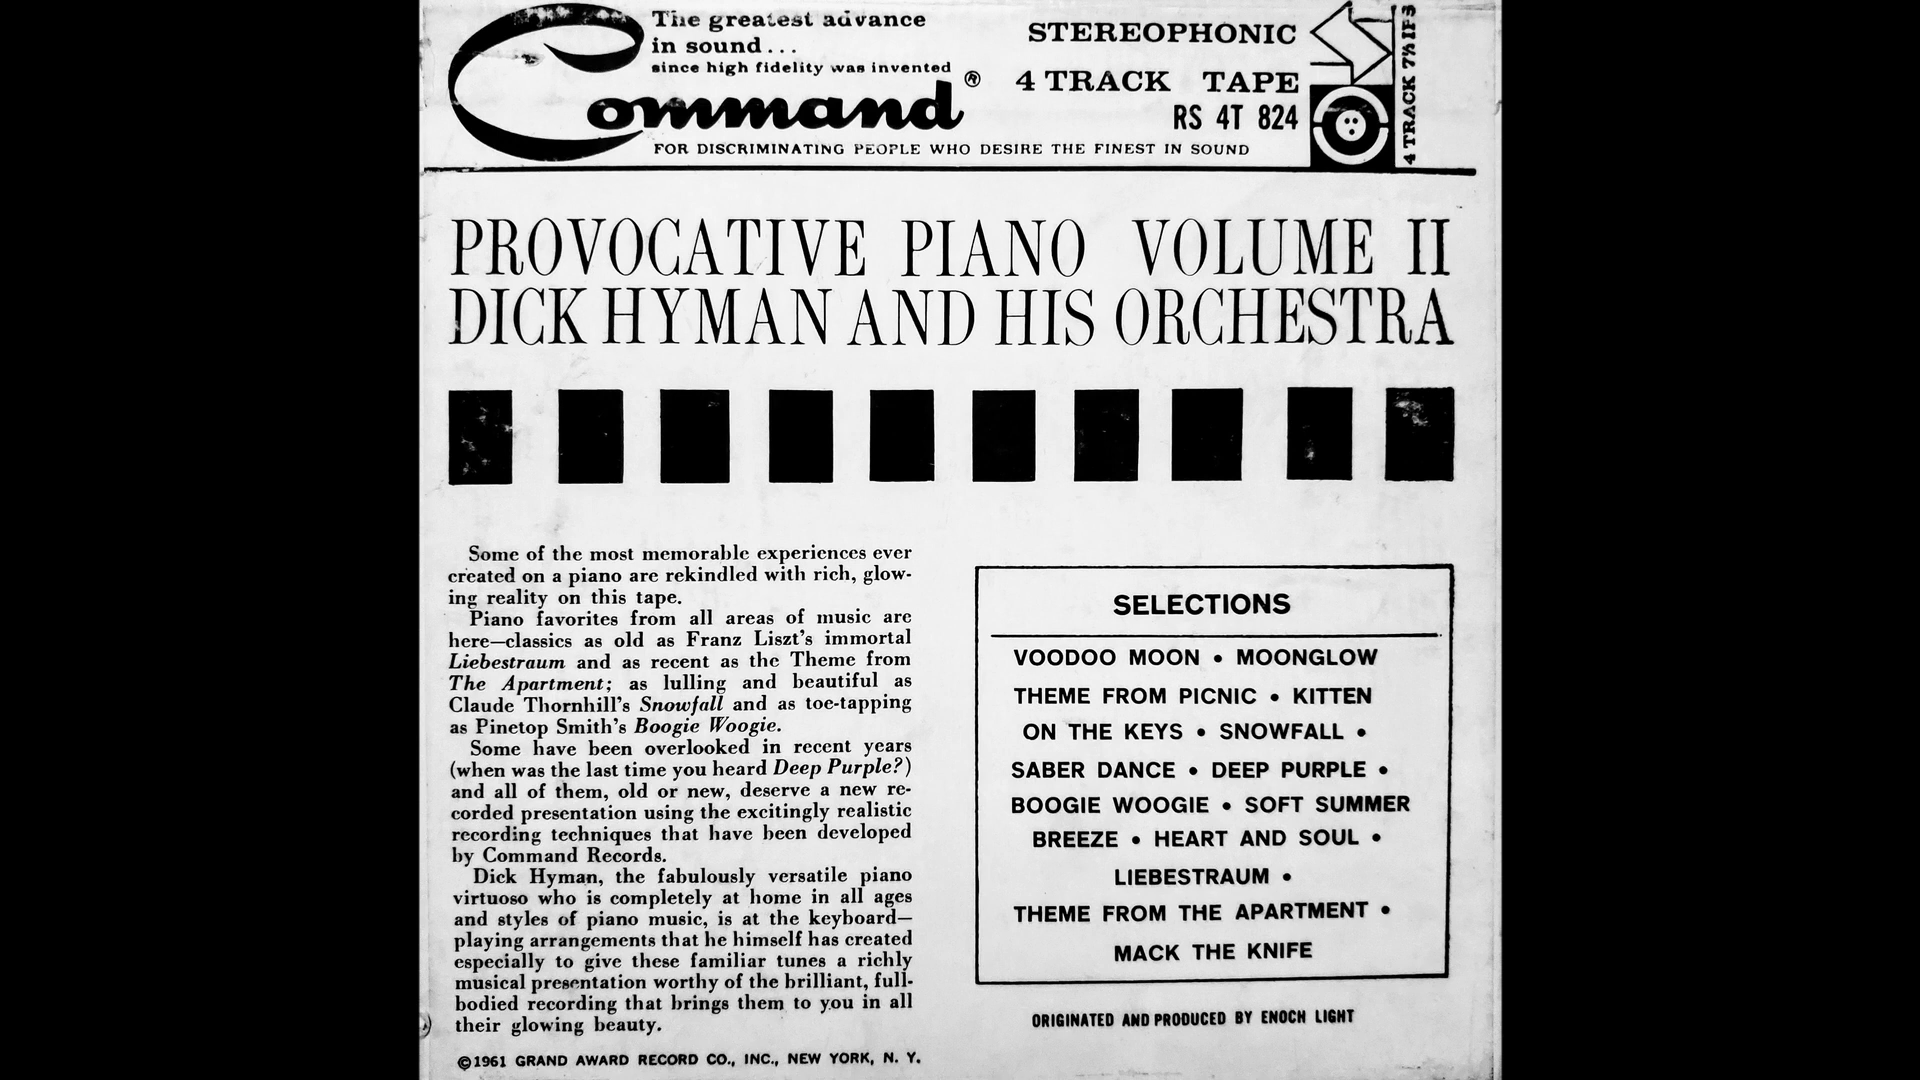 The greatest advance
in sound...
since high fidelity was invented
Command®
FOR DISCRIMINATING PEOPLE WHO DESIRE THE FINEST IN SOUND
STEREOPHONIC
4 TRACK TAPE
RS 4T 824
4 TRACK 7½ IPS
PROVOCATIVE PIANO VOLUME II
DICK HYMAN AND HIS ORCHESTRA
Some of the most memorable experiences ever
created on a piano are rekindled with rich, glow-
ing reality on this tape.
Piano favorites from all areas of music are
here—classics as old as Franz Liszt's immortal
Liebestraum and as recent as the Theme from
The Apartment; as lulling and beautiful as
Claude Thornhill's Snowfall and as toe-tapping
as Pinetop Smith's Boogie Woogie.
Some have been overlooked in recent years
(when was the last time you heard Deep Purple?)
and all of them, old or new, deserve a new re-
corded presentation using the excitingly realistic
recording techniques that have been developed
by Command Records.
Dick Hyman, the fabulously versatile piano
virtuoso who is completely at home in all ages
and styles of piano music, is at the keyboard—
playing arrangements that he himself has created
especially to give these familiar tunes a richly
musical presentation worthy of the brilliant, full-
bodied recording that brings them to you in all
their glowing beauty.
©1961 GRAND AWARD RECORD CO., INC., NEW YORK, N. Y.
SELECTIONS
VOODOO MOON • MOONGLOW
THEME FROM PICNIC • KITTEN
ON THE KEYS • SNOWFALL •
SABER DANCE • DEEP PURPLE •
BOOGIE WOOGIE • SOFT SUMMER
BREEZE • HEART AND SOUL •
LIEBESTRAUM •
THEME FROM THE APARTMENT •
MACK THE KNIFE
ORIGINATED AND PRODUCED BY ENOCH LIGHT